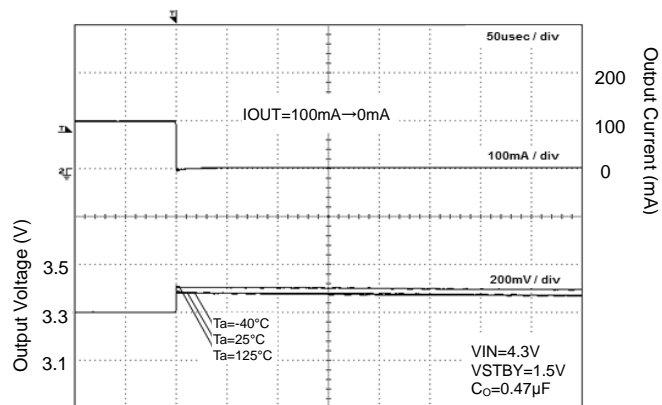 50usec / div
200
IOUT=100mA→0mA
100
100mA / div
0
Output Current (mA)
Output Voltage (V)
3.5
200mV / div
3.3
Ta=-40°C
Ta=25°C
Ta=125°C
3.1
VIN=4.3V
VSTBY=1.5V
Co=0.47µF